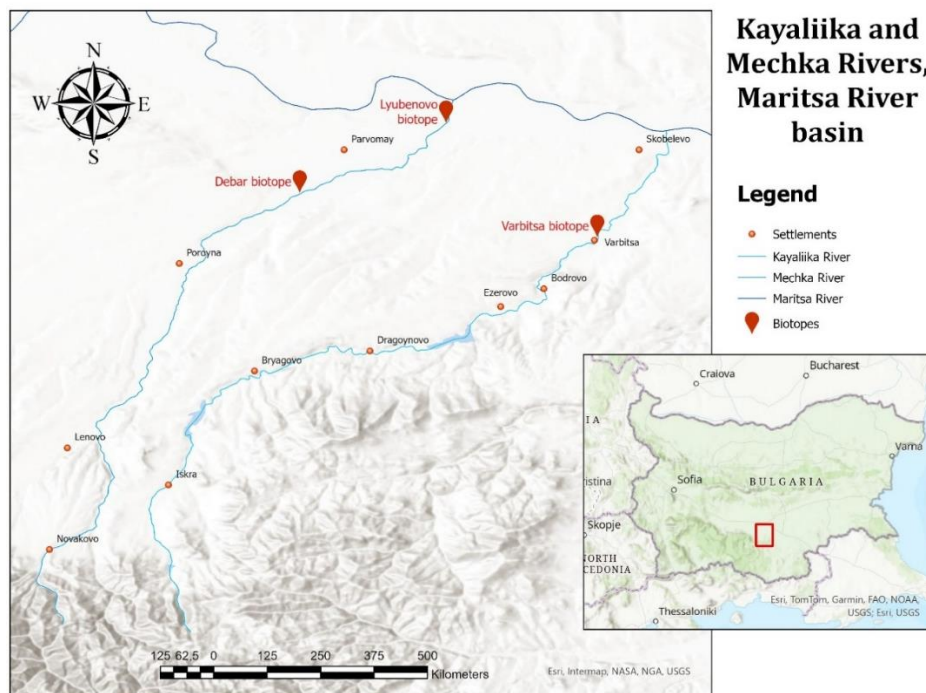 Kayaliika and
Mechka Rivers,
Maritsa River
basin
N
W
E
S
Lyubenovo
biotope
Parvomay
Skobelevo
Debar biotope
Varbitsa biotope
Varbitsa
Poroyna
Bodrovo
Ezerovo
Dragoynovo
Bryagovo
Lenovo
Iskra
Novakovo
Legend
Settlements
Kayaliika River
Mechka River
Maritsa River
Biotopes
Craiova
Bucharest
IA
Varna
Sofia
BULGARIA
ristina
Skopje
NORTH
CEDONIA
Thessaloniki
Esri, TomTom, Garmin, FAO, NOAA,
USGS; Esri, USGS
125 62,5 0 125 250 375 500
Kilometers
Esri, Intermap, NASA, NGA, USGS